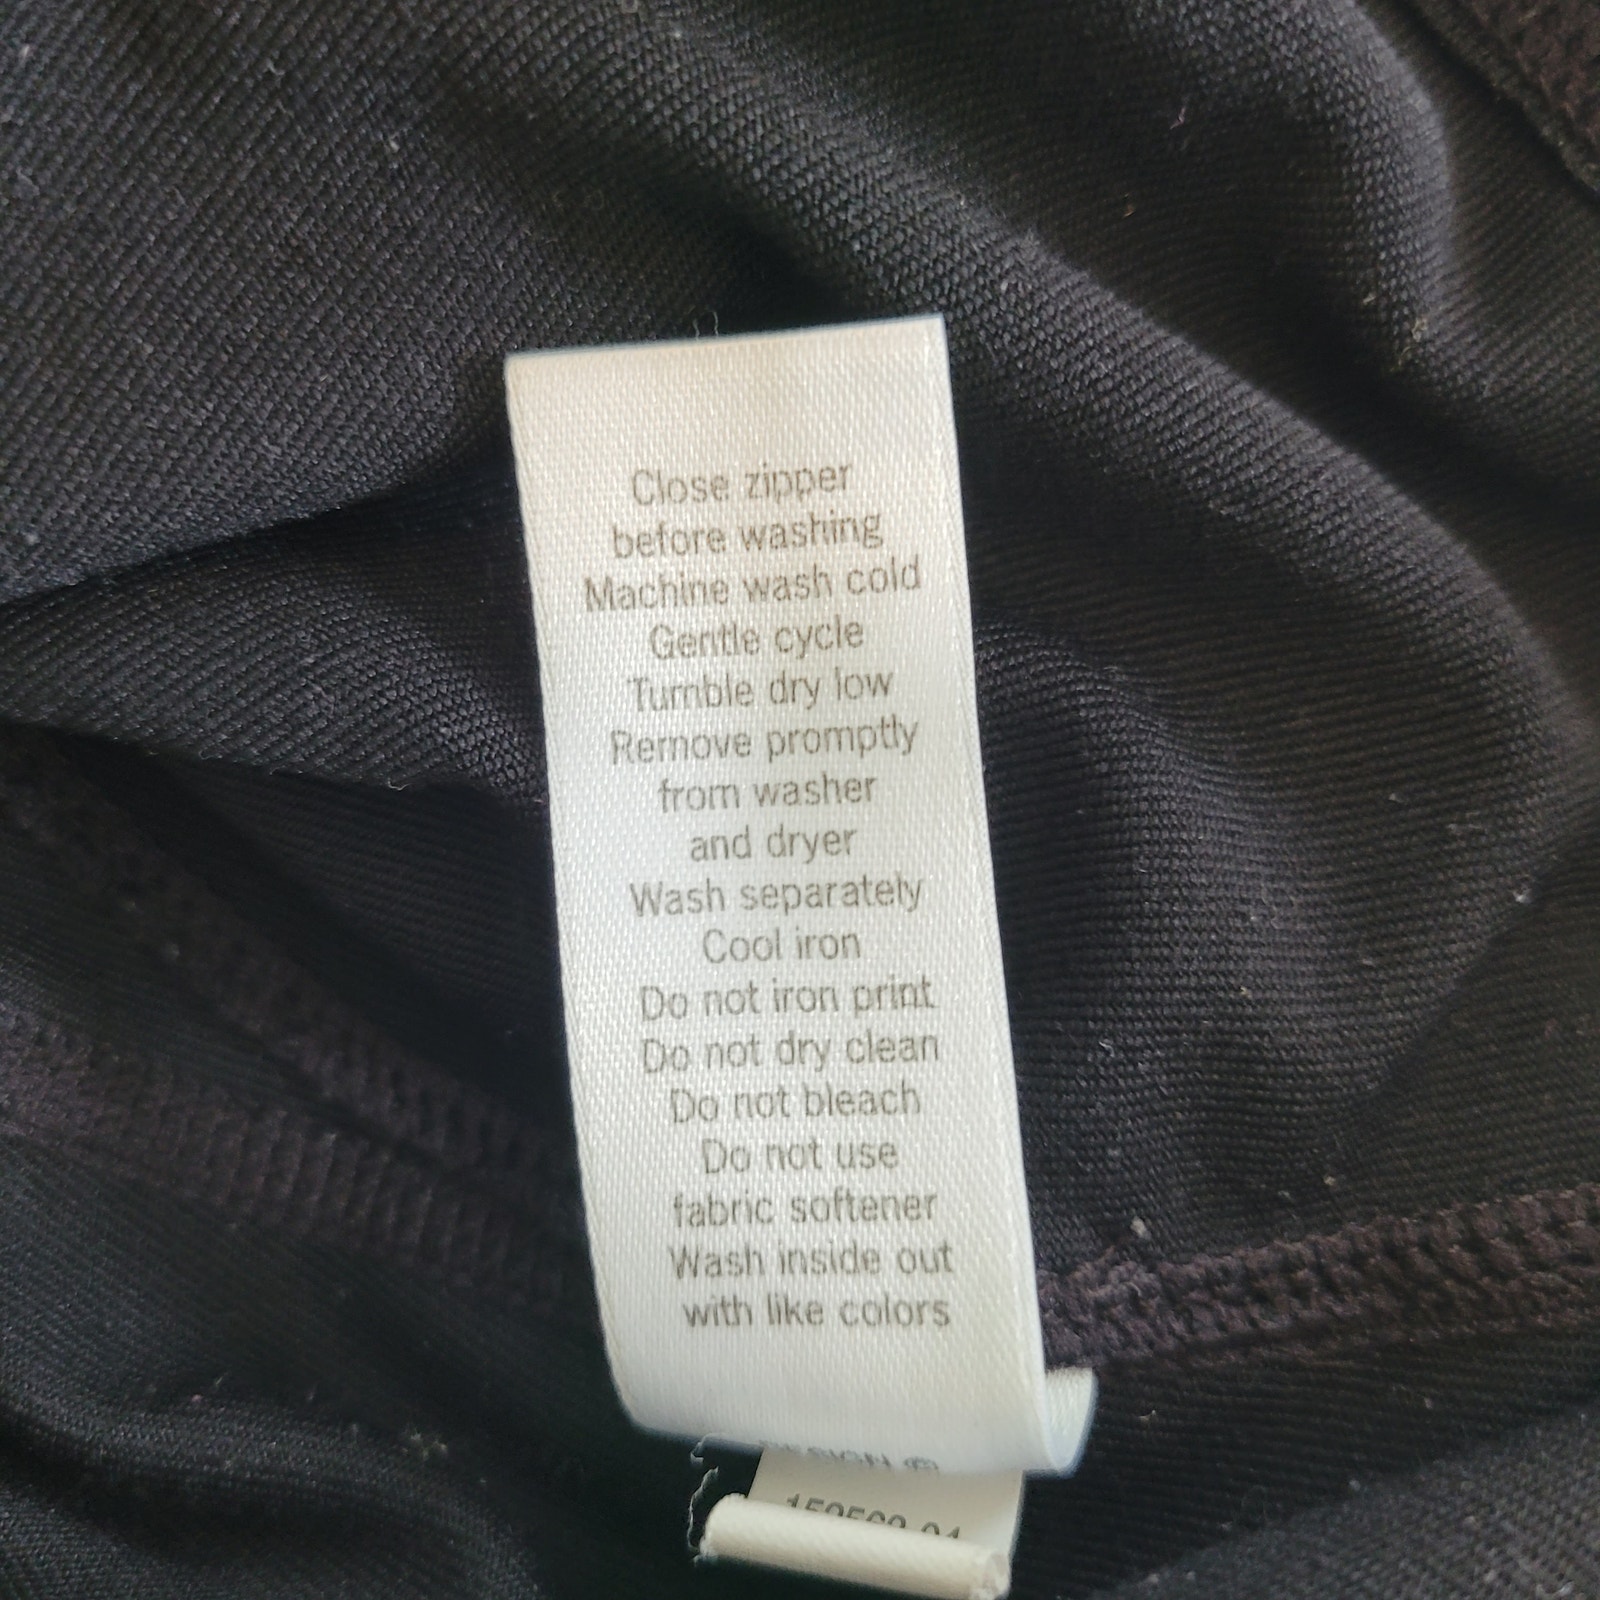 Close zipper
before washing
Machine wash cold
Gentle cycle
Tumble dry low
Remove promptly
from washer
and dryer
Wash separately
Cool iron
Do not iron print
Do not dry clean
Do not bleach
Do not use
fabric softener
Wash inside out
with like colors